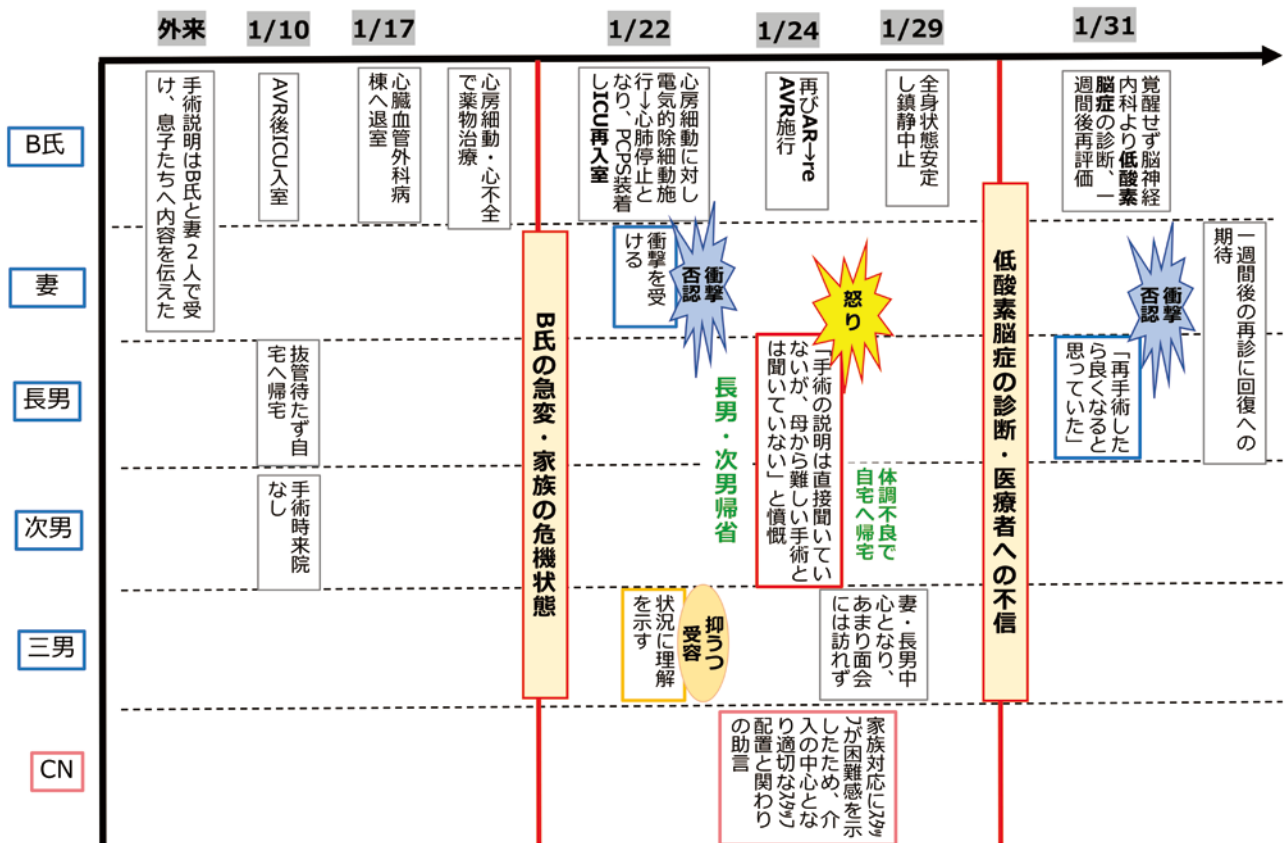 外来
1/10
1/17
1/22
1/24
1/29
1/31
B氏
手術説明はB氏と妻2人で受
け、息子たちへ内容を伝えた
AVR後ICU入室
心臓血管外科病
棟へ退室
心房細動・心不全
で薬物治療
心房細動に対し
電気的除細動施
行→心肺停止と
なり、PCPS装着
しICU再入室
再びAR→re
AVR施行
全身状態安定
し鎮静中止
覚醒せず脳神経
内科より低酸素
脳症の診断、一
週間後再評価
妻
衝撃を受
ける
衝撃
否認
怒り
衝撃
否認
一週間後の再診に回復への
期待
B氏の急変・家族の危機状態
低酸素脳症の診断・医療者への不信
長男
抜管待たず自
宅へ帰宅
長男・次男帰省
「手術の説明は直接聞いてい
ないが、母から難しい手術と
は聞いていない」と憤慨
「再手術した
ら良くなると
思っていた」
次男
手術時来院
なし
体調不良で
自宅へ帰宅
三男
状況に理解
を示す
抑うつ
受容
妻・長男中
心となり、
あまり面会
には訪れず
CN
家族対応にスタッ
フが困難感を示
したため、介
入の中心とな
り適切なスタッフ
配置と関わり
の助言